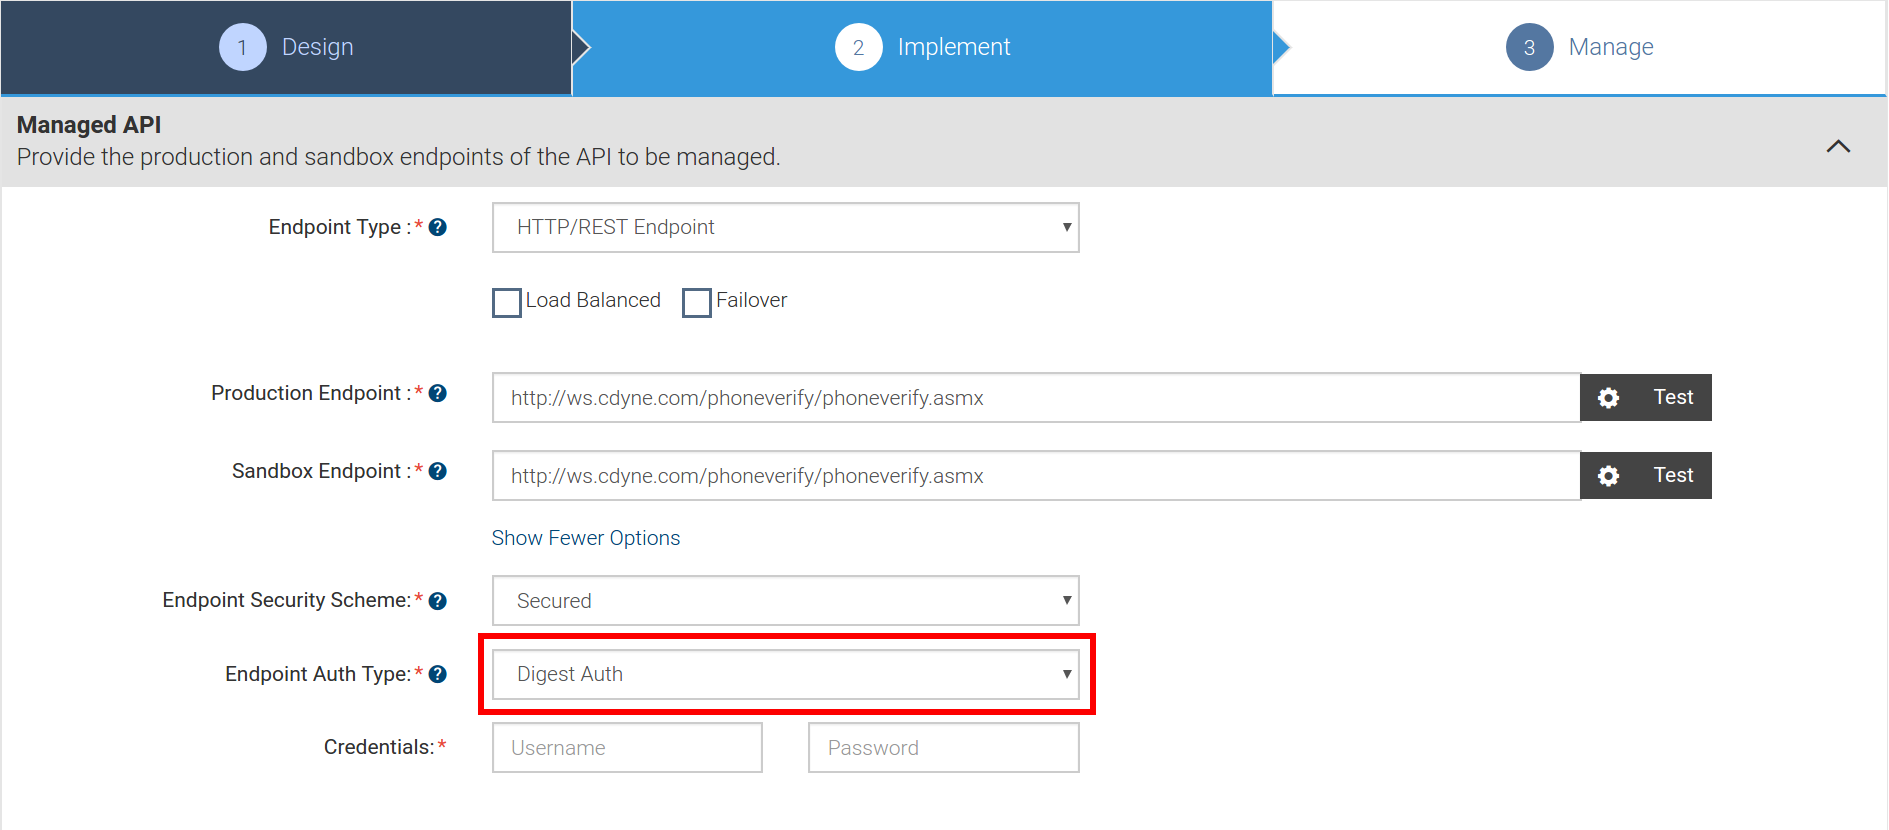 1 Design
2 Implement
3 Manage
Managed API
Provide the production and sandbox endpoints of the API to be managed.
Endpoint Type :* ?
HTTP/REST Endpoint
Load Balanced Failover
Production Endpoint :* ?
http://ws.cdyne.com/phoneverify/phoneverify.asmx
Test
Sandbox Endpoint :* ?
http://ws.cdyne.com/phoneverify/phoneverify.asmx
Test
Show Fewer Options
Endpoint Security Scheme:* ?
Secured
Endpoint Auth Type:* ?
Digest Auth
Credentials:*
Username
Password